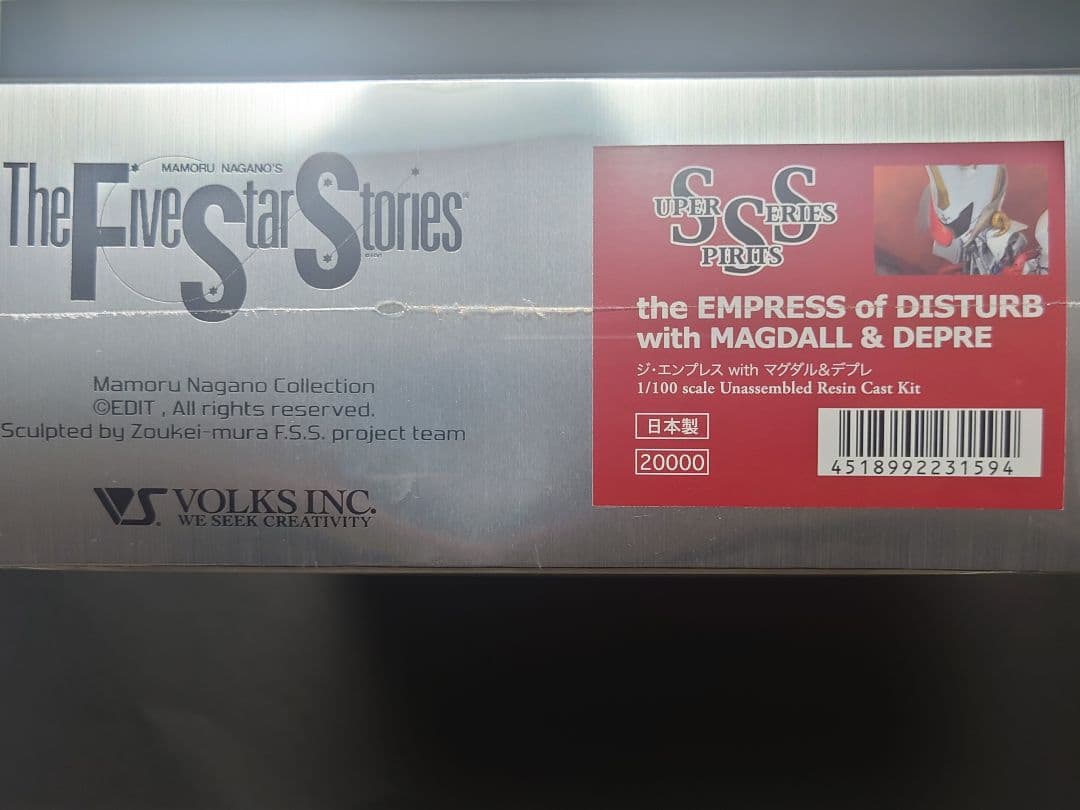 MAMORU NAGANO'S
The Five Star Stories
Mamoru Nagano Collection
©EDIT , All rights reserved.
Sculpted by Zoukei-mura F.S.S. project team
VS. VOLKS INC.
WE SEEK CREATIVITY
SUPER SPIRITS SERIES
the EMPRESS of DISTURB
with MAGDALL & DEPRE
ジ・エンプレス with マグダル&デプレ
1/100 scale Unassembled Resin Cast Kit
日本製
20000
4518992231594